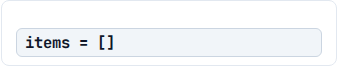 items = []